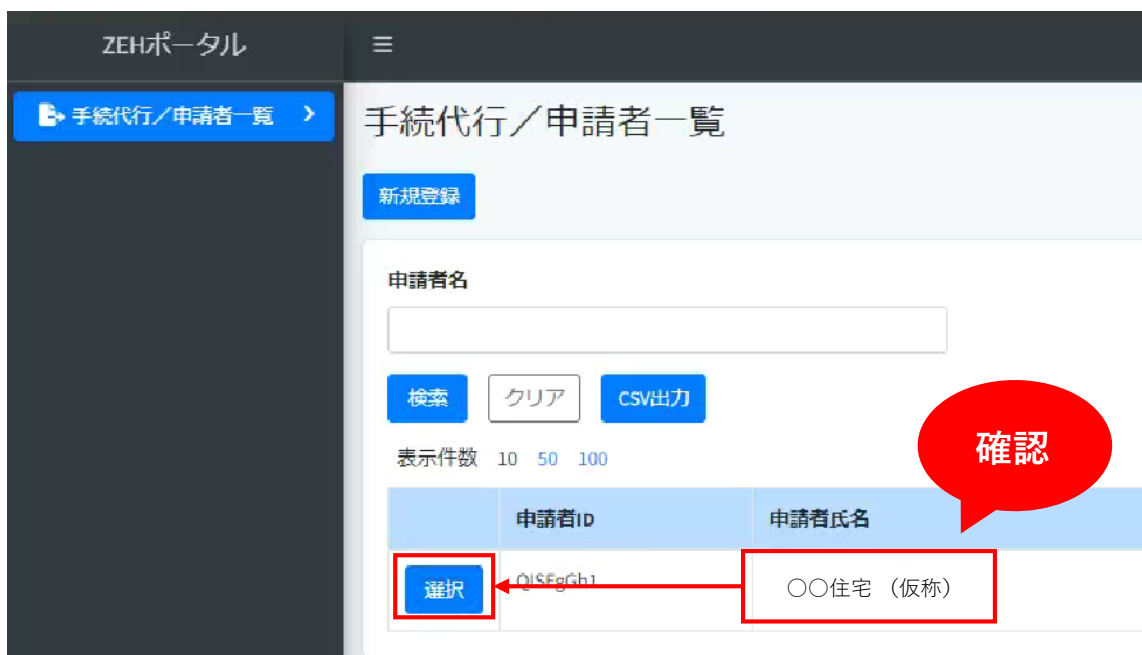 ZEHポータル
手続代行／申請者一覧
手続代行／申請者一覧
新規登録
申請者名
検索 クリア CSV出力
表示件数 10 50 100
確認
申請者ID 申請者氏名
選択 ○○住宅 （仮称）